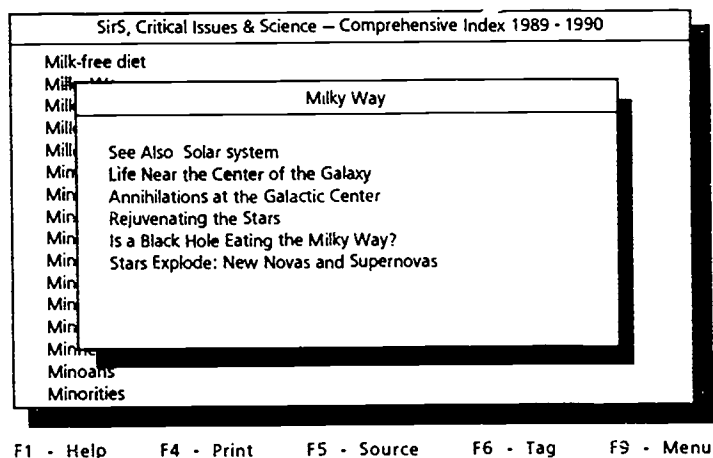 SirS, Critical Issues & Science – Comprehensive Index 1989 - 1990
Milk-free diet
Milky Way
See Also Solar system
Life Near the Center of the Galaxy
Annihilations at the Galactic Center
Rejuvenating the Stars
Is a Black Hole Eating the Milky Way?
Stars Explode: New Novas and Supernovas
Minoans
Minorities
F1 - Help F4 - Print F5 - Source F6 - Tag F9 - Menu